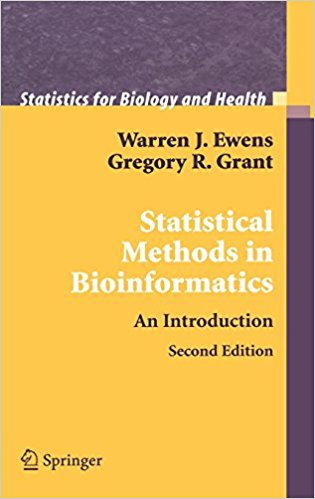 Statistics for Biology and Health
Warren J. Ewens
Gregory R. Grant
Statistical
Methods in
Bioinformatics
An Introduction
Second Edition
Springer